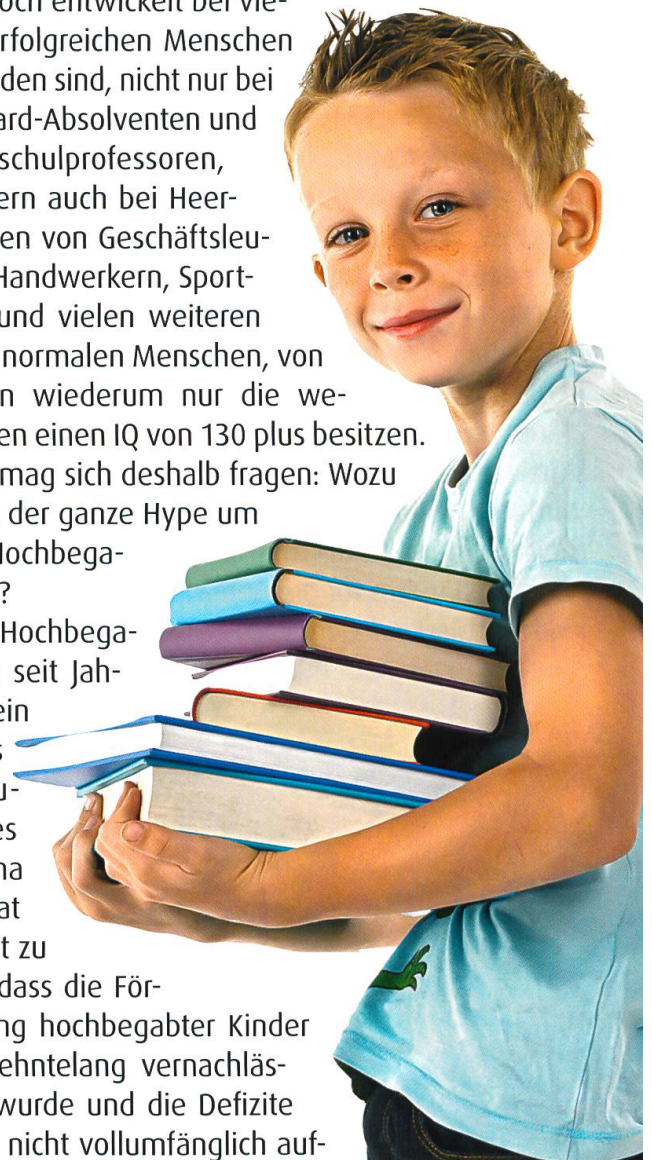 och entwickelt bei vie-
rfolgreichen Menschen
den sind, nicht nur bei
ard-Absolventen und
schulprofessoren,
ern auch bei Heer-
en von Geschäftsleu-
Handwerkern, Sport-
und vielen weiteren
normalen Menschen, von
n wiederum nur die we-
en einen IQ von 130 plus besitzen.
mag sich deshalb fragen: Wozu
der ganze Hype um
Hochbega-
?
Hochbega-
seit Jah-
ein
s
u-
es
na
at
t zu
dass die För-
ng hochbegabter Kinder
zehntelang vernachläs-
wurde und die Defizite
nicht vollumfänglich auf-